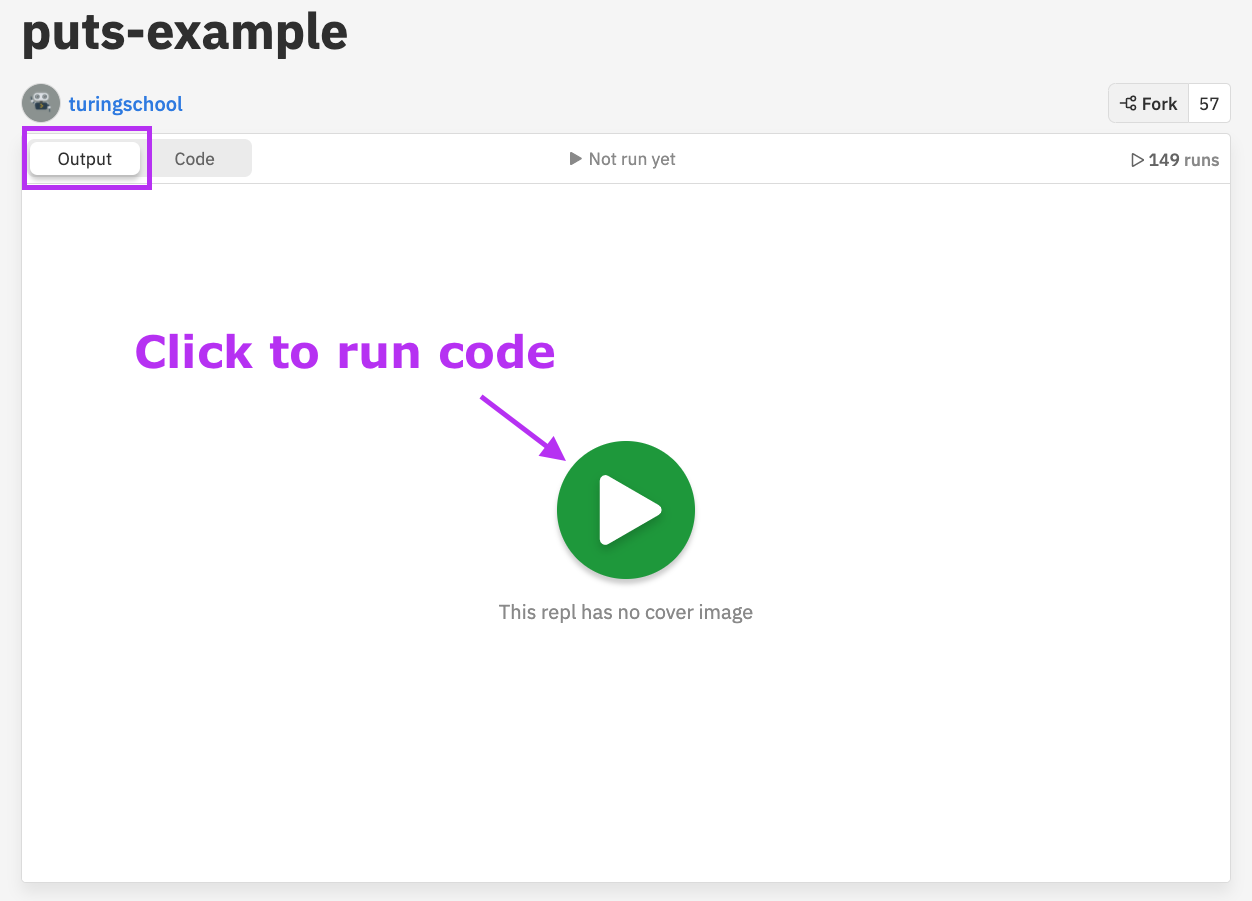 puts-example
turingschool
Fork 57
Output Code Not run yet 149 runs
Click to run code
This repl has no cover image